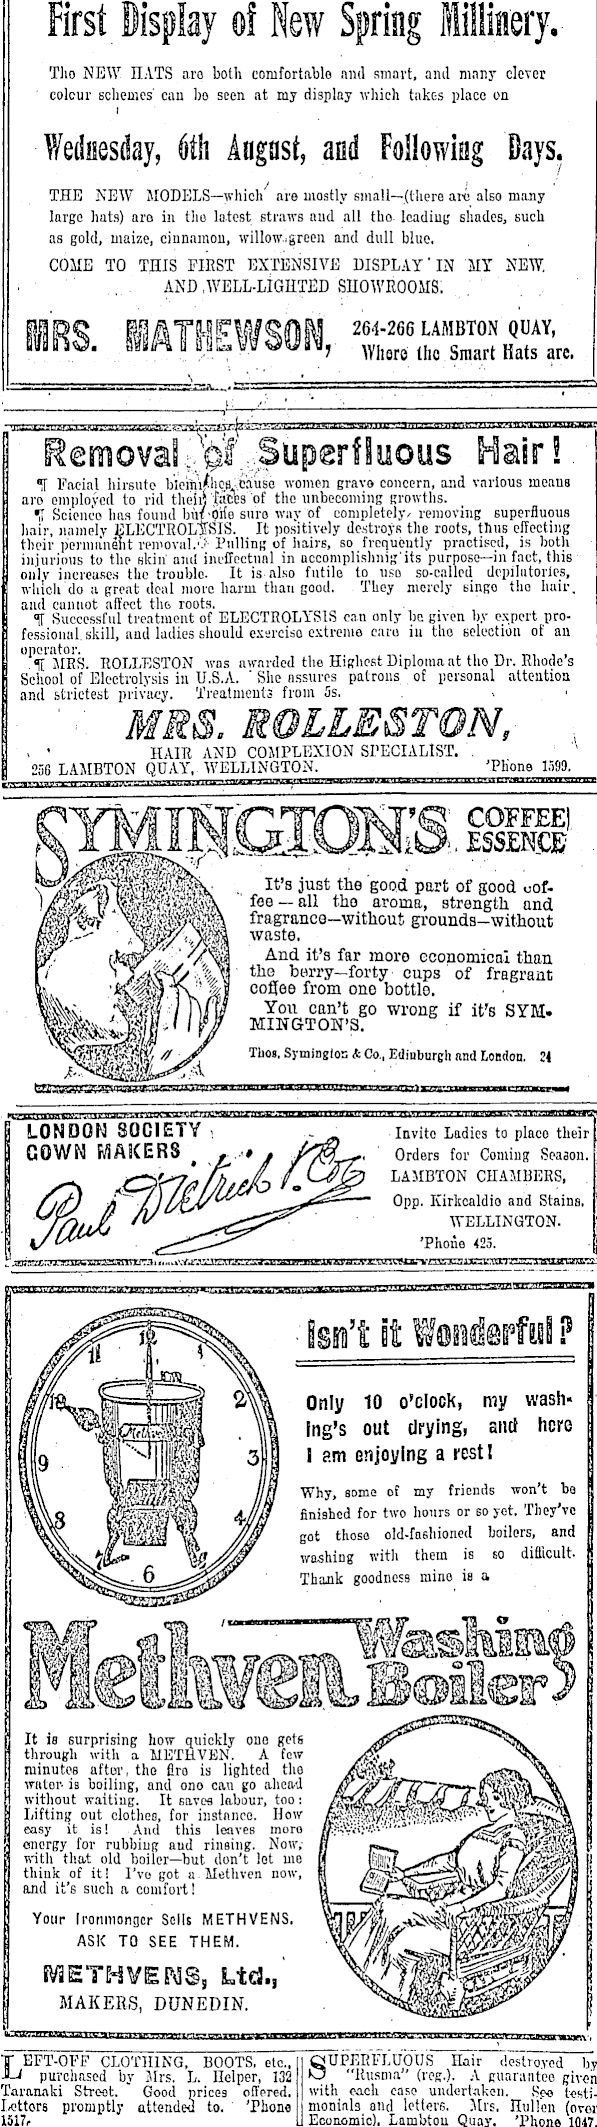 First Display of New Spring Millinery.
The NEW HATS are both comfortable and smart, and many clever
colour schemes can be seen at my display which takes place on
Wednesday, 6th August, and Following Days.
THE NEW MODELS—which are mostly small—(there are also many
large hats) are in the latest straws and all the leading shades, such
as gold, maize, cinnamon, willow-green and dull blue.
COME TO THIS FIRST EXTENSIVE DISPLAY IN MY NEW
AND WELL-LIGHTED SHOWROOMS.
MRS. MATHEWSON, 264-266 LAMBTON QUAY,
Where the Smart Hats are.
Removal of Superfluous Hair!
¶ Facial hirsute blemishes cause women grave concern, and various means
are employed to rid their faces of the unbecoming growths.
¶ Science has found but one sure way of completely removing superfluous
hair, namely ELECTROLYSIS. It positively destroys the roots, thus effecting
their permanent removal. Pulling of hairs, so frequently practised, is both
injurious to the skin and ineffectual in accomplishnig its purpose—in fact, this
only increases the trouble. It is also futile to use so-called depilatories,
which do a great deal more harm than good. They merely singe the hair
and cannot affect the roots.
¶ Successful treatment of ELECTROLYSIS can only be given by expert pro-
fessional skill, and ladies should exercise extreme care in the selection of an
operator.
¶ MRS. ROLLESTON was awarded the Highest Diploma at the Dr. Rhode's
School of Electrolysis in U.S.A. She assures patrons of personal attention
and strictest privacy. Treatments from 5s.
MRS. ROLLESTON,
HAIR AND COMPLEXION SPECIALIST.
256 LAMBTON QUAY, WELLINGTON. 'Phone 1599.
SYMINGTON'S COFFEE
ESSENCE
It's just the good part of good cof-
fee—all the aroma, strength and
fragrance—without grounds—without
waste.
And it's far more economical than
the berry—forty cups of fragrant
coffee from one bottle.
You can't go wrong if it's SYM-
MINGTON'S.
Thos. Symington & Co., Edinburgh and London. 24
LONDON SOCIETY
GOWN MAKERS
Paul Dietrich & Co.
Invite Ladies to place their
Orders for Coming Season.
LAMBTON CHAMBERS,
Opp. Kirkcaldie and Stains,
WELLINGTON.
'Phone 425.
12
11 1
10 2
9 3
8 4
7 6
Methven
Isn't it Wonderful?
Only 10 o'clock, my wash-
ing's out drying, and here
I am enjoying a rest!
Why, some of my friends won't be
finished for two hours or so yet. They've
got those old-fashioned boilers, and
washing with them is so difficult.
Thank goodness mine is a
Methven Washing
Boiler
It is surprising how quickly one gets
through with a METHVEN. A few
minutes after the fire is lighted the
water is boiling, and one can go ahead
without waiting. It saves labour, too:
Lifting out clothes, for instance. How
easy it is! And this leaves more
energy for rubbing and rinsing. Now,
with that old boiler—but don't let me
think of it! I've got a Methven now,
and it's such a comfort!
Your Ironmonger Sells METHVENS.
ASK TO SEE THEM.
METHVENS, Ltd.,
MAKERS, DUNEDIN.
LEFT-OFF CLOTHING, BOOTS, etc.,
purchased by Mrs. L. Helper, 132
Taranaki Street. Good prices offered.
Letters promptly attended to. 'Phone
1517.
SUPERFLUOUS Hair destroyed by
"Rusma" (reg.). A guarantee given
with each case undertaken. See testi-
monials and letters. Mrs. Hullen (over
Economic), Lambton Quay. 'Phone 1047.